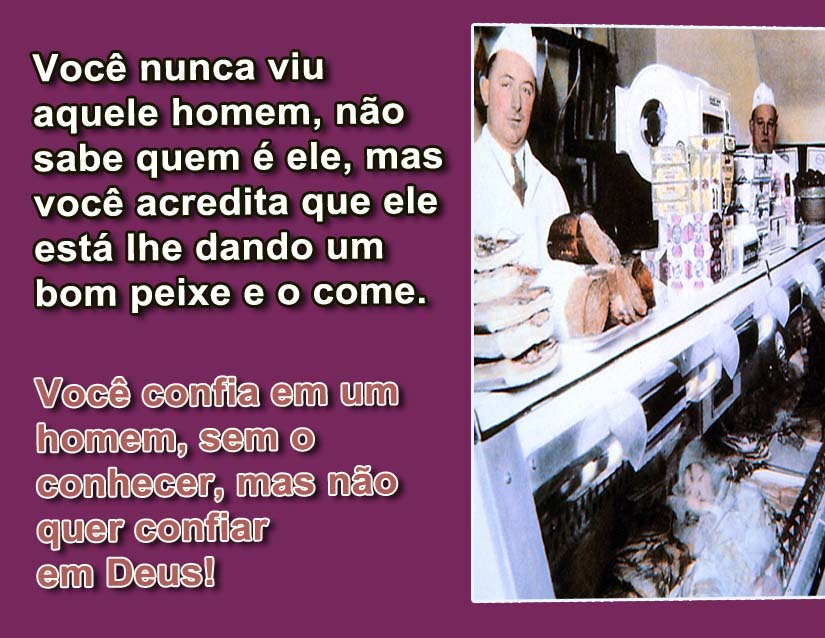 Você nunca viu
aquele homem, não
sabe quem é ele, mas
você acredita que ele
está lhe dando um
bom peixe e o come.
Você confia em um
homem, sem o
conhecer, mas não
quer confiar
em Deus!